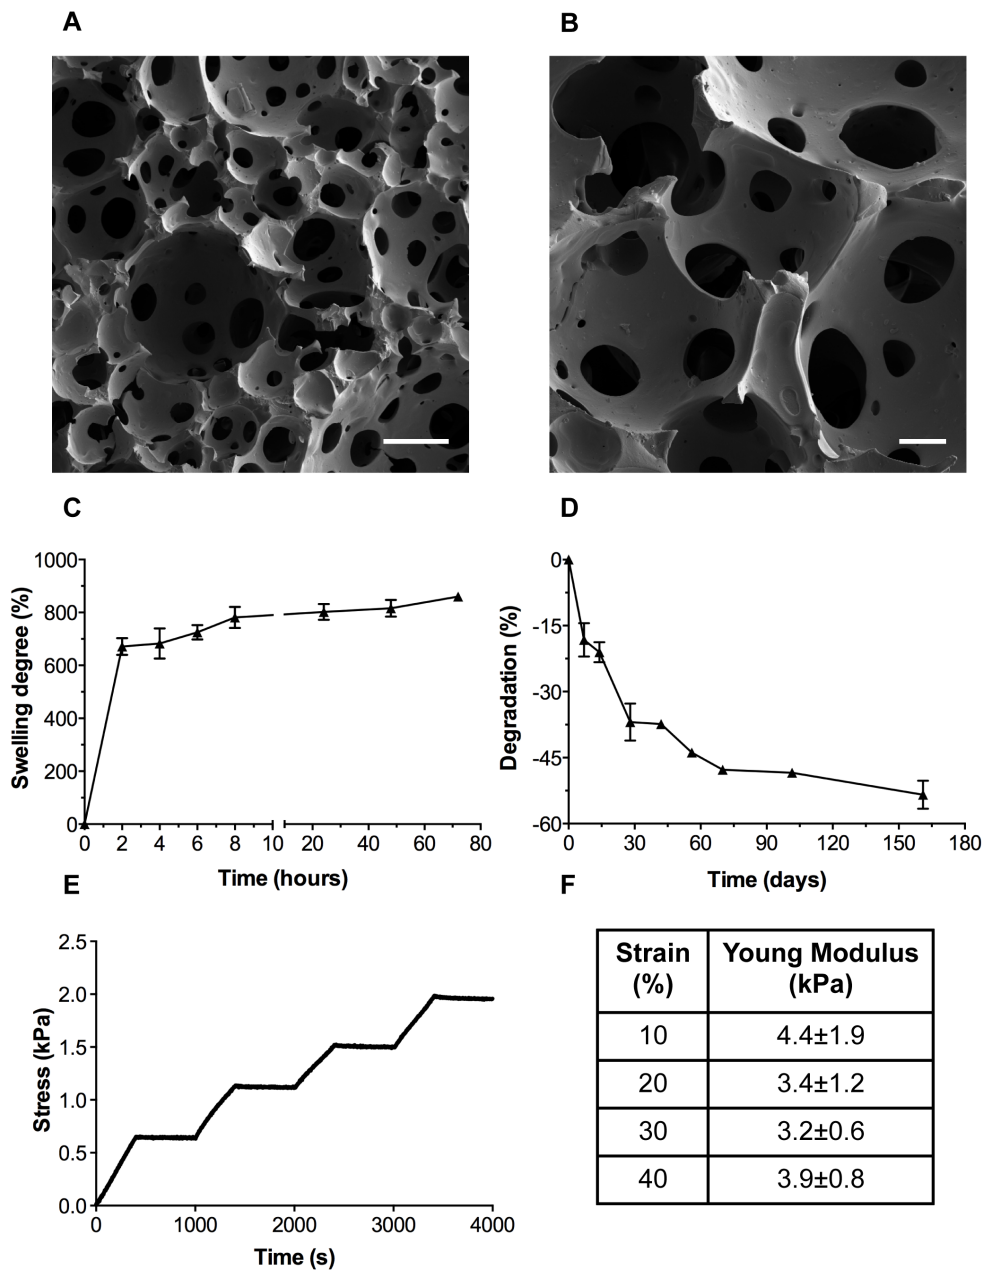 A
B
C
D
1000
800
600
400
200
0
Swelling degree (%)
0 2 4 6 8 10 20 40 60 80
Time (hours)
0
-15
-30
-45
-60
Degradation (%)
0 30 60 90 120 150 180
Time (days)
E
F
2.5
2.0
1.5
1.0
0.5
0.0
Stress (kPa)
0 1000 2000 3000 4000
Time (s)
Strain Young Modulus
(%) (kPa)
10 4.4±1.9
20 3.4±1.2
30 3.2±0.6
40 3.9±0.8